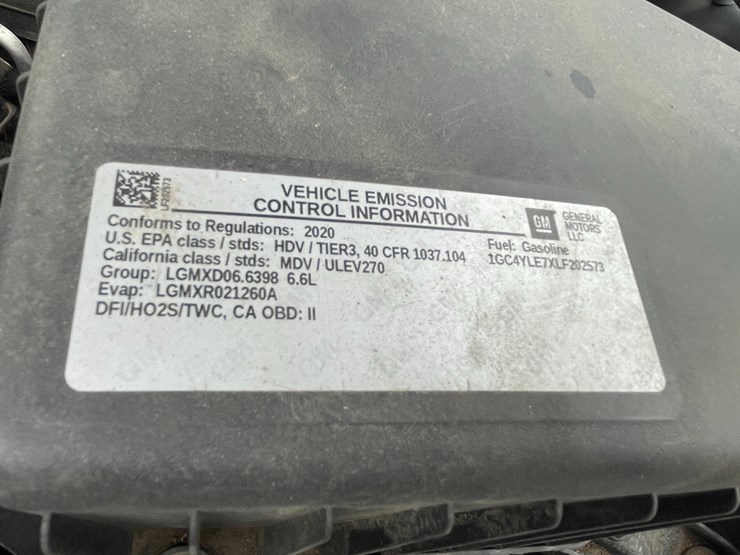 LF202573
VEHICLE EMISSION
CONTROL INFORMATION
GM
GENERAL
MOTORS
LLC
Conforms to Regulations: 2020
U.S. EPA class / stds: HDV / TIER3, 40 CFR 1037.104
California class / stds: MDV / ULEV270
Group: LGMXD06.6398 6.6L
Evap: LGMXR021260A
DFI/HO2S/TWC, CA OBD: II
Fuel: Gasoline
1GC4YLE7XLF202573